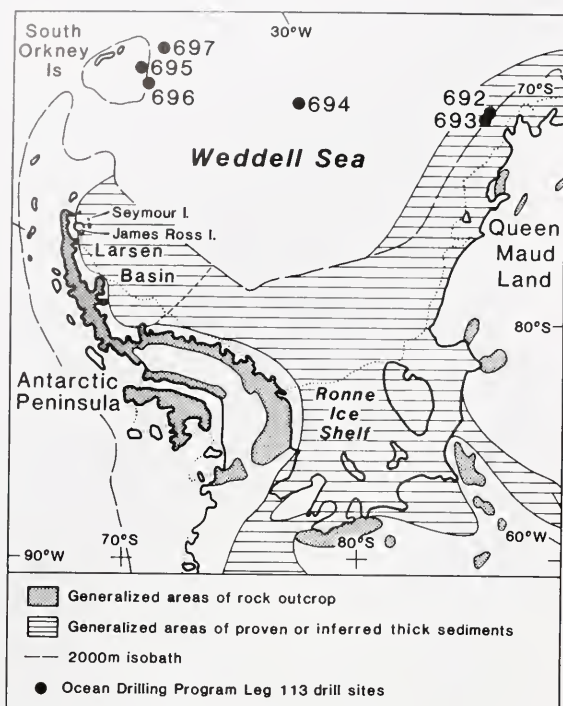 South
Orkney
Is
697
695
696
30°W
694
692
693
70°S
Weddell Sea
Seymour I.
James Ross I.
Larsen
Basin
Queen
Maud
Land
80°S
Antarctic
Peninsula
Ronne
Ice
Shelf
90°W
70°S
80°S
60°W
Generalized areas of rock outcrop
Generalized areas of proven or inferred thick sediments
2000m isobath
Ocean Drilling Program Leg 113 drill sites